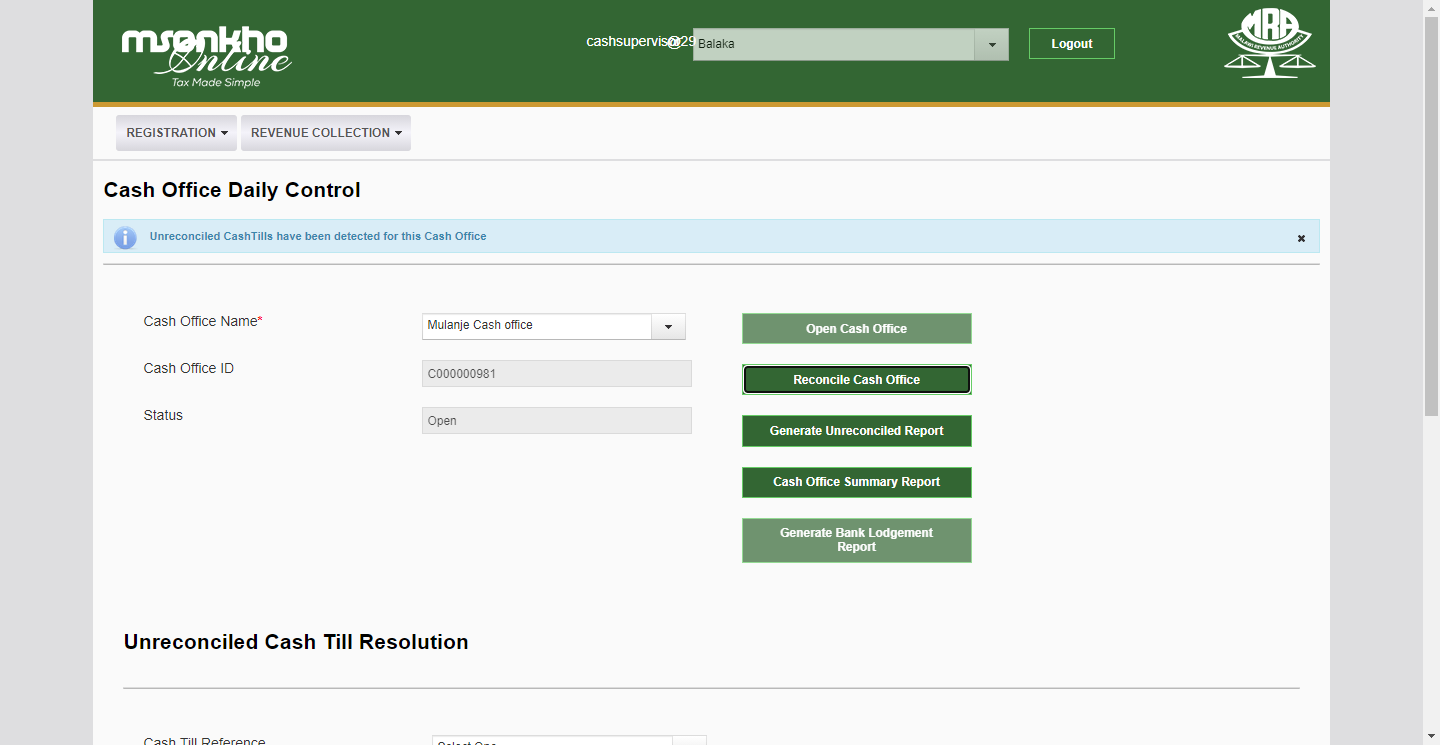 msonkho
Online
Tax Made Simple
cashsupervisor29
@
Balaka
Logout
MRA
MALAWI REVENUE AUTHORITY
REGISTRATION
REVENUE COLLECTION
Cash Office Daily Control
Unreconciled CashTills have been detected for this Cash Office
Cash Office Name*
Mulanje Cash office
Open Cash Office
Cash Office ID
C000000981
Reconcile Cash Office
Status
Open
Generate Unreconciled Report
Cash Office Summary Report
Generate Bank Lodgement
Report
Unreconciled Cash Till Resolution
Cash Till Reference
Select One